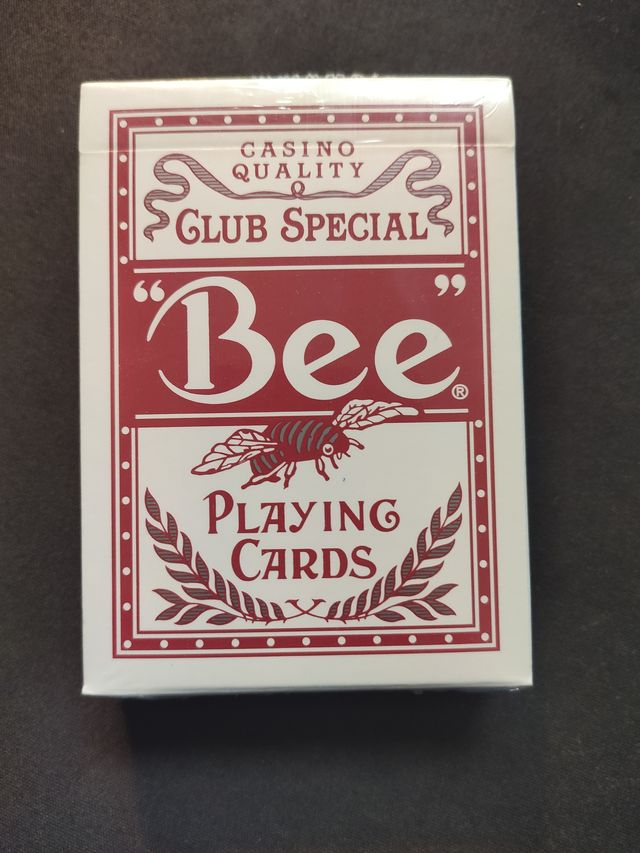 CASINO
QUALITY
CLUB SPECIAL
“Bee”®
PLAYING
CARDS